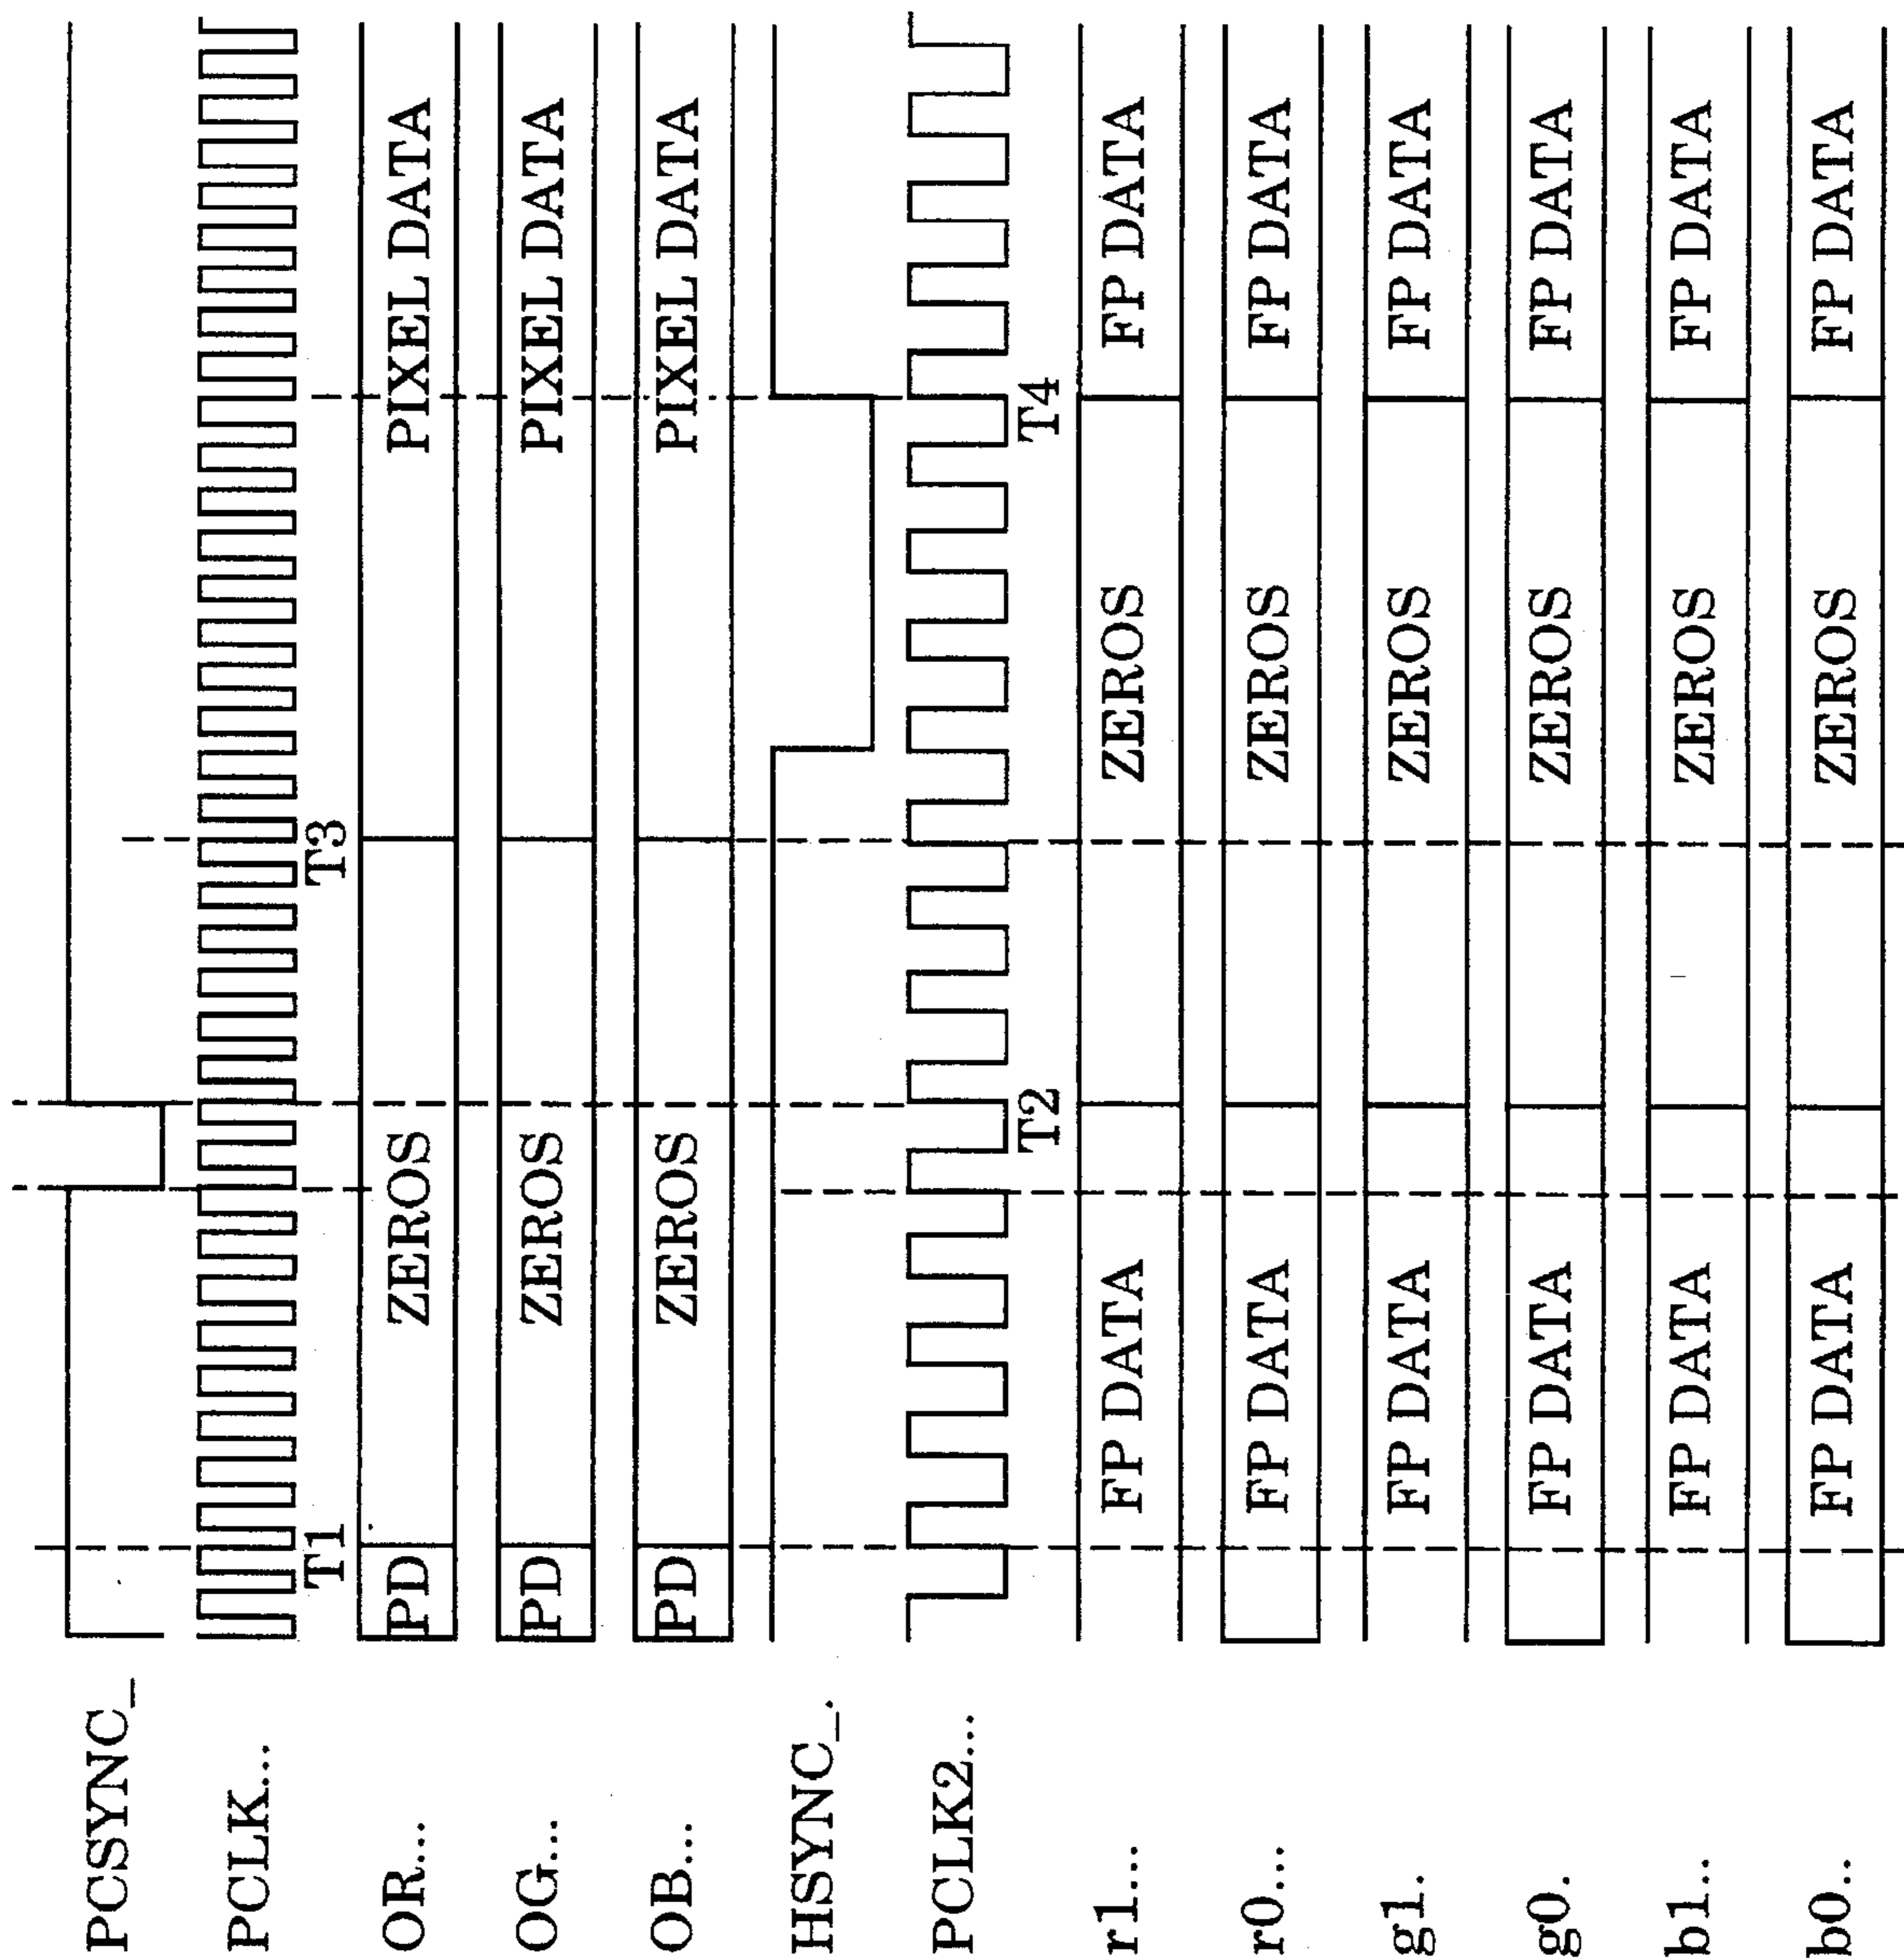 PCSYNC_
PCLK...
T1
T3
OR...
PD
ZEROS
PIXEL DATA
OG...
PD
ZEROS
PIXEL DATA
OB...
PD
ZEROS
PIXEL DATA
HSYNC_.
PCLK2...
T2
T4
r1...
FP DATA
ZEROS
FP DATA
r0...
FP DATA
ZEROS
FP DATA
g1.
FP DATA
ZEROS
FP DATA
g0.
FP DATA
ZEROS
FP DATA
b1..
FP DATA
ZEROS
FP DATA
b0..
FP DATA
ZEROS
FP DATA